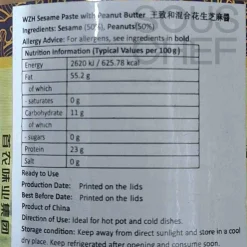 WZH Sesame Paste with Peanut Butter 王致和混合花生芝麻醬
Ingredients: Sesame (50%), Peanuts(50%)
Allergy Advice: For allergens, see ingredients in bold
Nutrition Information (Typical Values per 100 g)
Energy 2620 kJ / 625.78 kcal
Fat 55.2 g
of which
saturates 0 g
Carbohydrate 11 g
of which
sugars 0 g
Protein 23 g
Salt 0 g
Ready to Use
Production Date: Printed on the lids
Best Before Date: Printed on the lids
Product of China
Direction of Use: Ideal for hot pot and cold dishes.
Storage condition: Keep away from direct sunlight and store in a cool
dry place. Keep refrigerated after opening and consume soon.
SOUS
CHEF